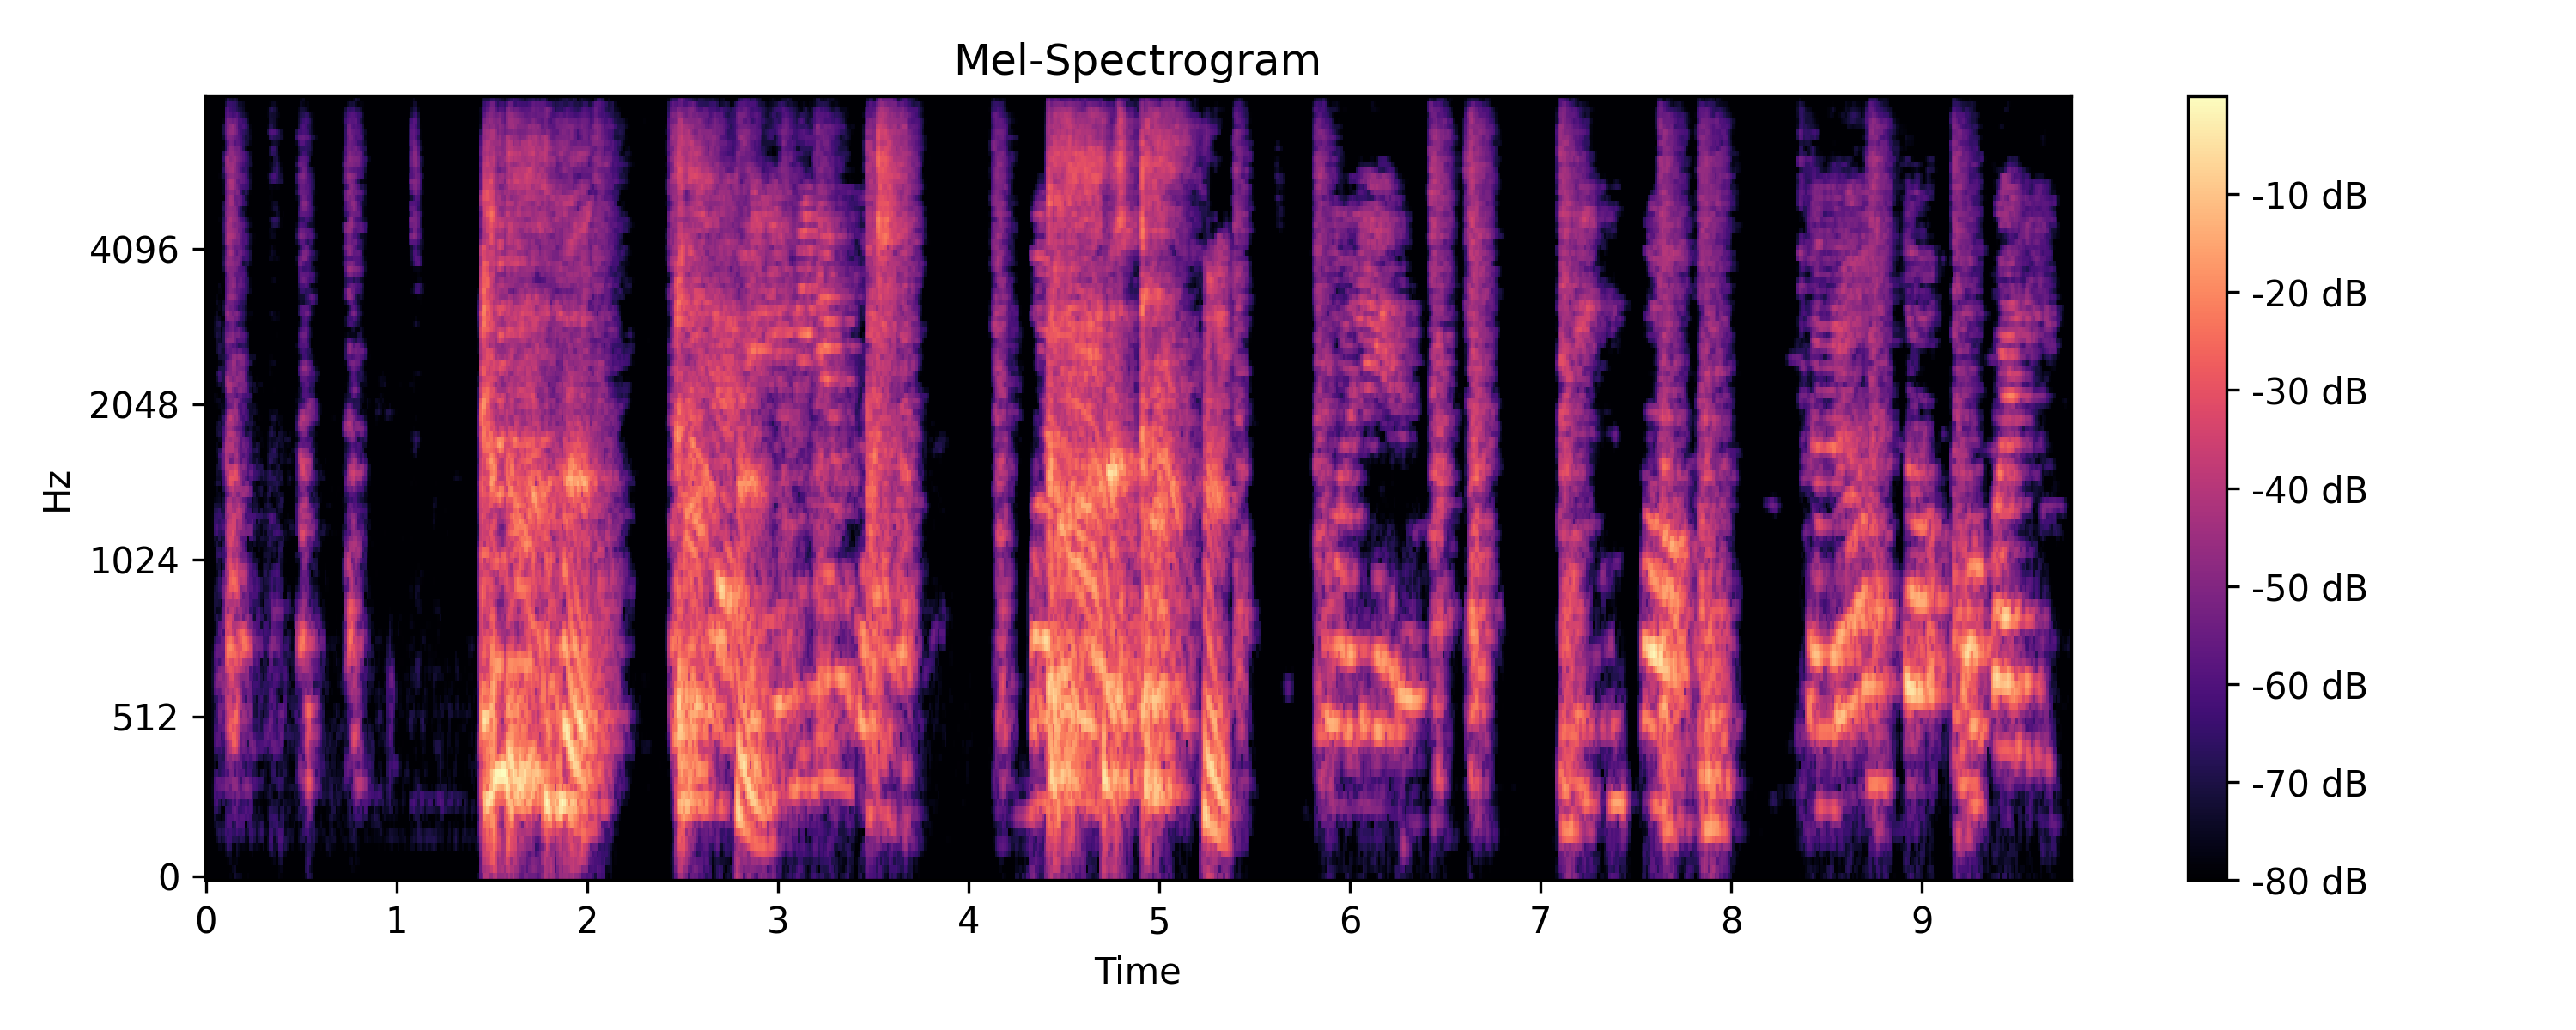 Mel-Spectrogram
Hz
4096
2048
1024
512
0
0 1 2 3 4 5 6 7 8 9
Time
-10 dB
-20 dB
-30 dB
-40 dB
-50 dB
-60 dB
-70 dB
-80 dB